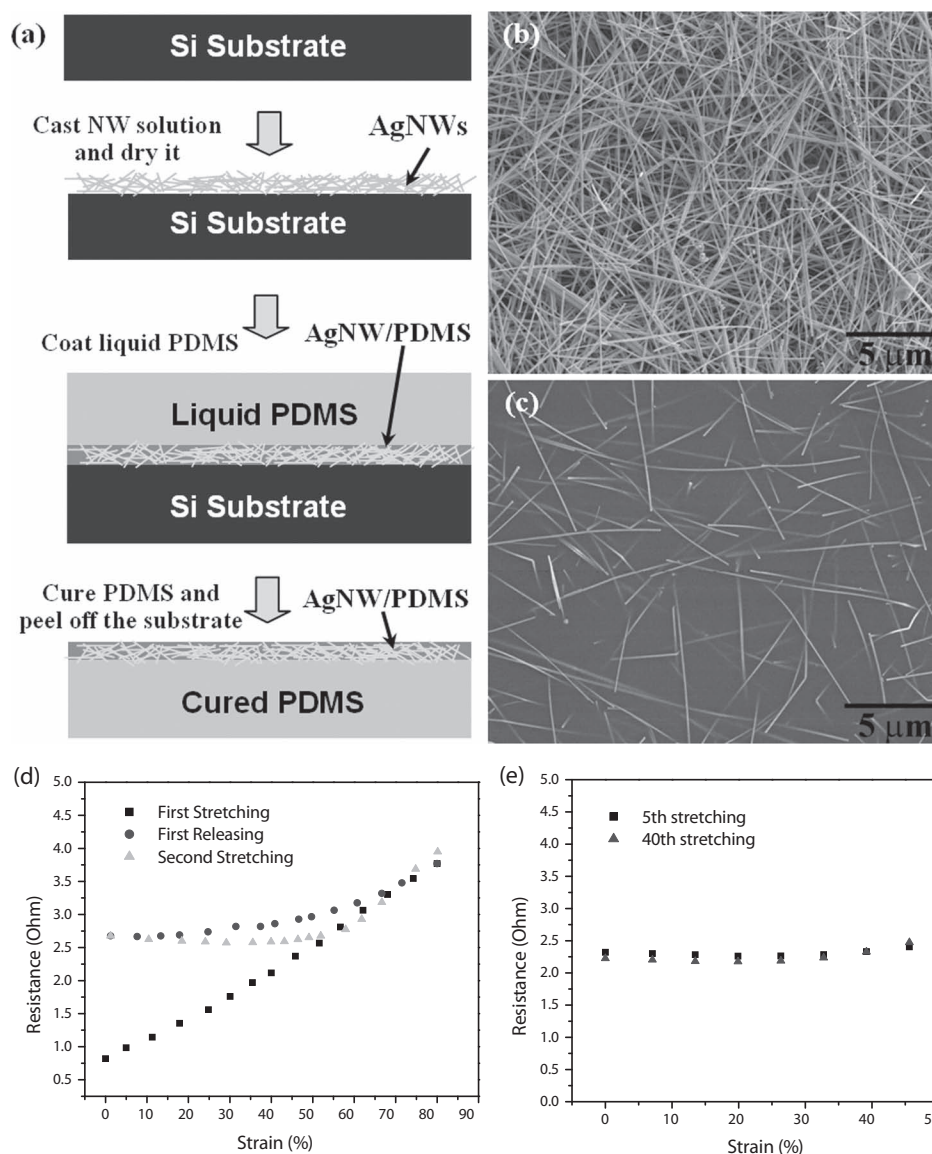 (a)
Si Substrate
Cast NW solution
and dry it
AgNWs
Si Substrate
Coat liquid PDMS
AgNW/PDMS
Liquid PDMS
Si Substrate
Cure PDMS and
peel off the substrate
AgNW/PDMS
Cured PDMS
(b)
5 μm
(c)
5 μm
(d)
5.0
4.5
4.0
3.5
3.0
2.5
2.0
1.5
1.0
0.5
Resistance (Ohm)
First Stretching
First Releasing
Second Stretching
0 10 20 30 40 50 60 70 80 90
Strain (%)
(e)
5.0
4.5
4.0
3.5
3.0
2.5
2.0
1.5
1.0
0.5
0.0
Resistance (Ohm)
5th stretching
40th stretching
0 10 20 30 40
Strain (%)